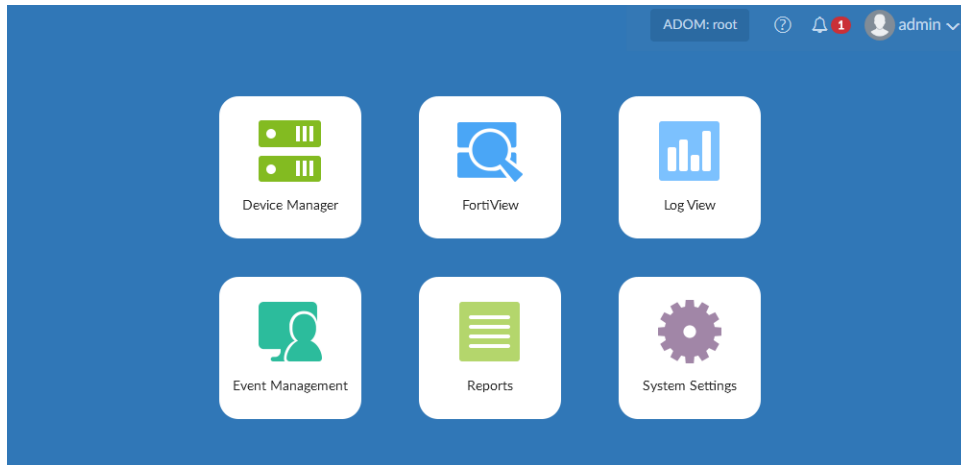 ADOM: root 1 admin
Device Manager FortiView Log View
Event Management Reports System Settings